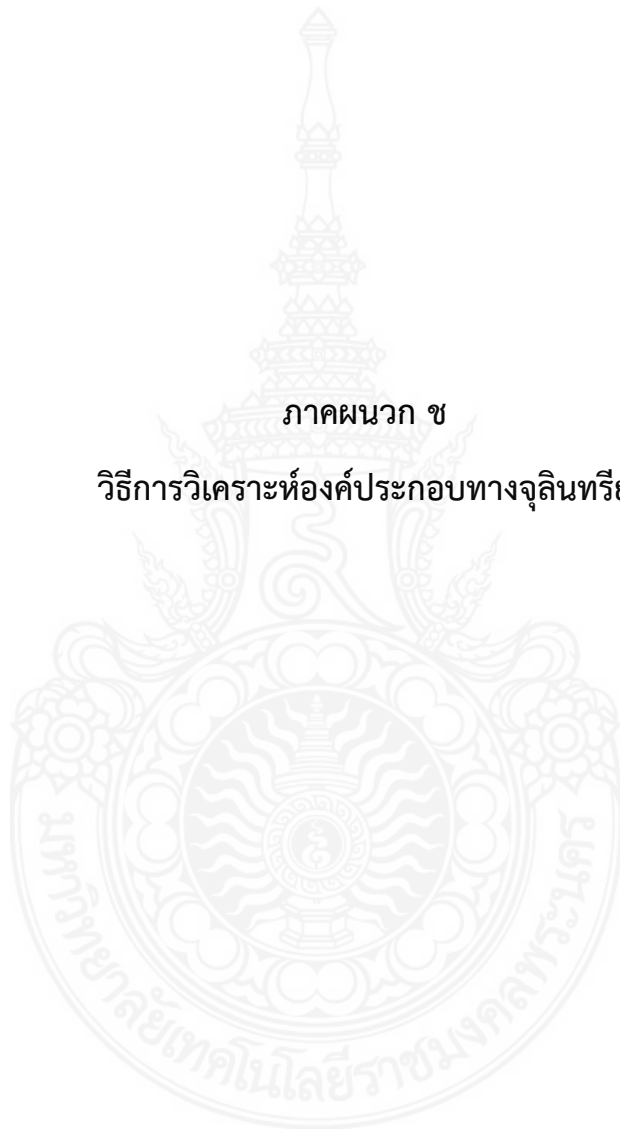 ภาคผนวก ช
วิธีการวิเคราะห์องค์ประกอบทางจุลินทรีย
มหาวิทยาลัยเทคโนโลยีราชมงคลพระนคร